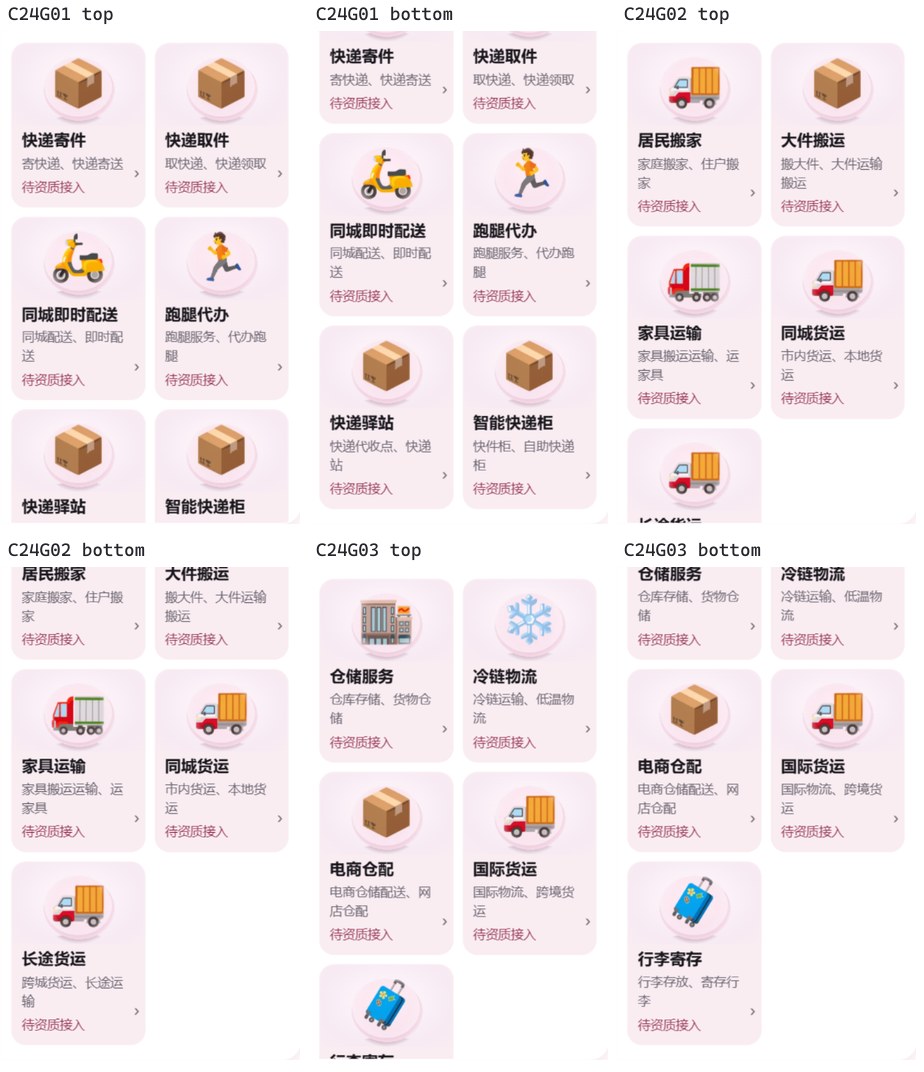 C24G01 top
快递寄件
寄快递、快递寄送
待资质接入
›
快递取件
取快递、快递领取
待资质接入
›
同城即时配送
同城配送、即时配
送
待资质接入
›
跑腿代办
跑腿服务、代办跑
腿
待资质接入
›
快递驿站
智能快递柜
C24G01 bottom
快递寄件
寄快递、快递寄送
待资质接入
›
快递取件
取快递、快递领取
待资质接入
›
同城即时配送
同城配送、即时配
送
待资质接入
›
跑腿代办
跑腿服务、代办跑
腿
待资质接入
›
快递驿站
快递代收点、快递
站
待资质接入
›
智能快递柜
快件柜、自助快递
柜
待资质接入
›
C24G02 top
居民搬家
家庭搬家、住户搬
家
待资质接入
›
大件搬运
搬大件、大件运输
搬运
待资质接入
›
家具运输
家具搬运运输、运
家具
待资质接入
›
同城货运
市内货运、本地货
运
待资质接入
›
长途货运
C24G02 bottom
居民搬家
家庭搬家、住户搬
家
待资质接入
›
大件搬运
搬大件、大件运输
搬运
待资质接入
›
家具运输
家具搬运运输、运
家具
待资质接入
›
同城货运
市内货运、本地货
运
待资质接入
›
长途货运
跨城货运、长途运
输
待资质接入
›
C24G03 top
仓储服务
仓库存储、货物仓
储
待资质接入
›
冷链物流
冷链运输、低温物
流
待资质接入
›
电商仓配
电商仓储配送、网
店仓配
待资质接入
›
国际货运
国际物流、跨境货
运
待资质接入
›
行李寄存
C24G03 bottom
仓储服务
仓库存储、货物仓
储
待资质接入
›
冷链物流
冷链运输、低温物
流
待资质接入
›
电商仓配
电商仓储配送、网
店仓配
待资质接入
›
国际货运
国际物流、跨境货
运
待资质接入
›
行李寄存
行李存放、寄存行
李
待资质接入
›